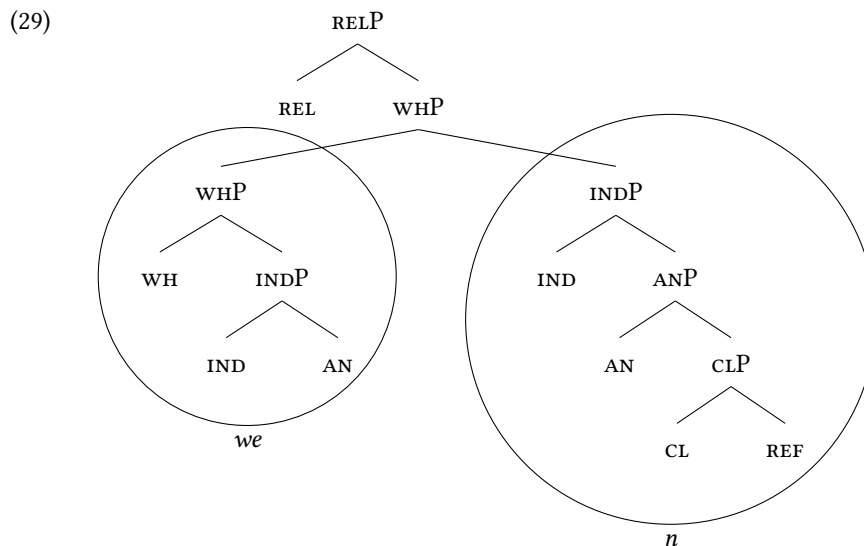 (29)
RELP
REL WHP
WHP INDP
WH INDP IND ANP
IND AN AN CLP
we CL REF
n